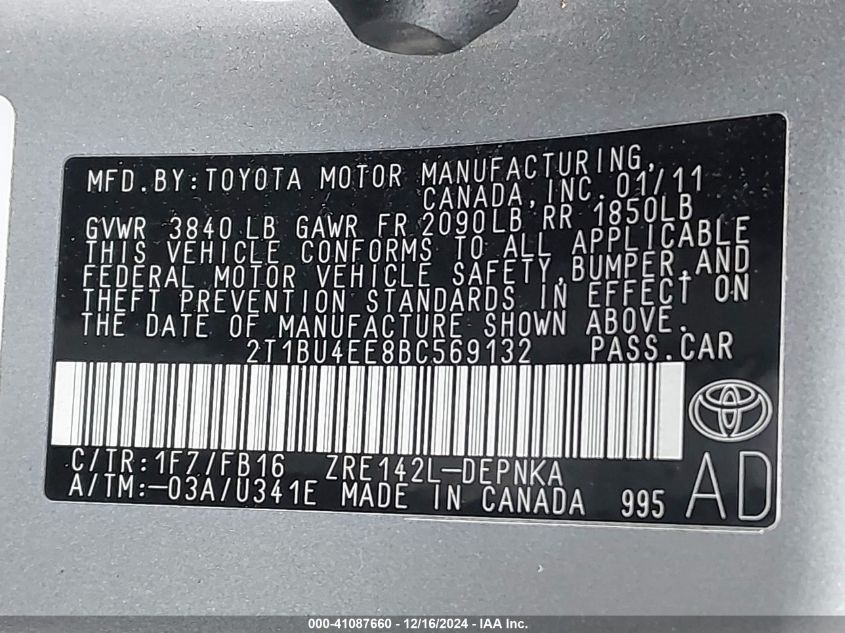 MFD.BY:TOYOTA MOTOR MANUFACTURING,
CANADA,INC. 01/11
GVWR 3840 LB GAWR FR 2090LB RR 1850LB
THIS VEHICLE CONFORMS TO ALL APPLICABLE
FEDERAL MOTOR VEHICLE SAFETY,BUMPER,AND
THEFT PREVENTION STANDARDS IN EFFECT ON
THE DATE OF MANUFACTURE SHOWN ABOVE.
2T1BU4EE8BC569132 PASS.CAR
C/TR:1F7/FB16 ZRE142L-DEPNKA
A/TM:-03A/U341E MADE IN CANADA 995 AD
000-41087660 - 12/16/2024 - IAA Inc.